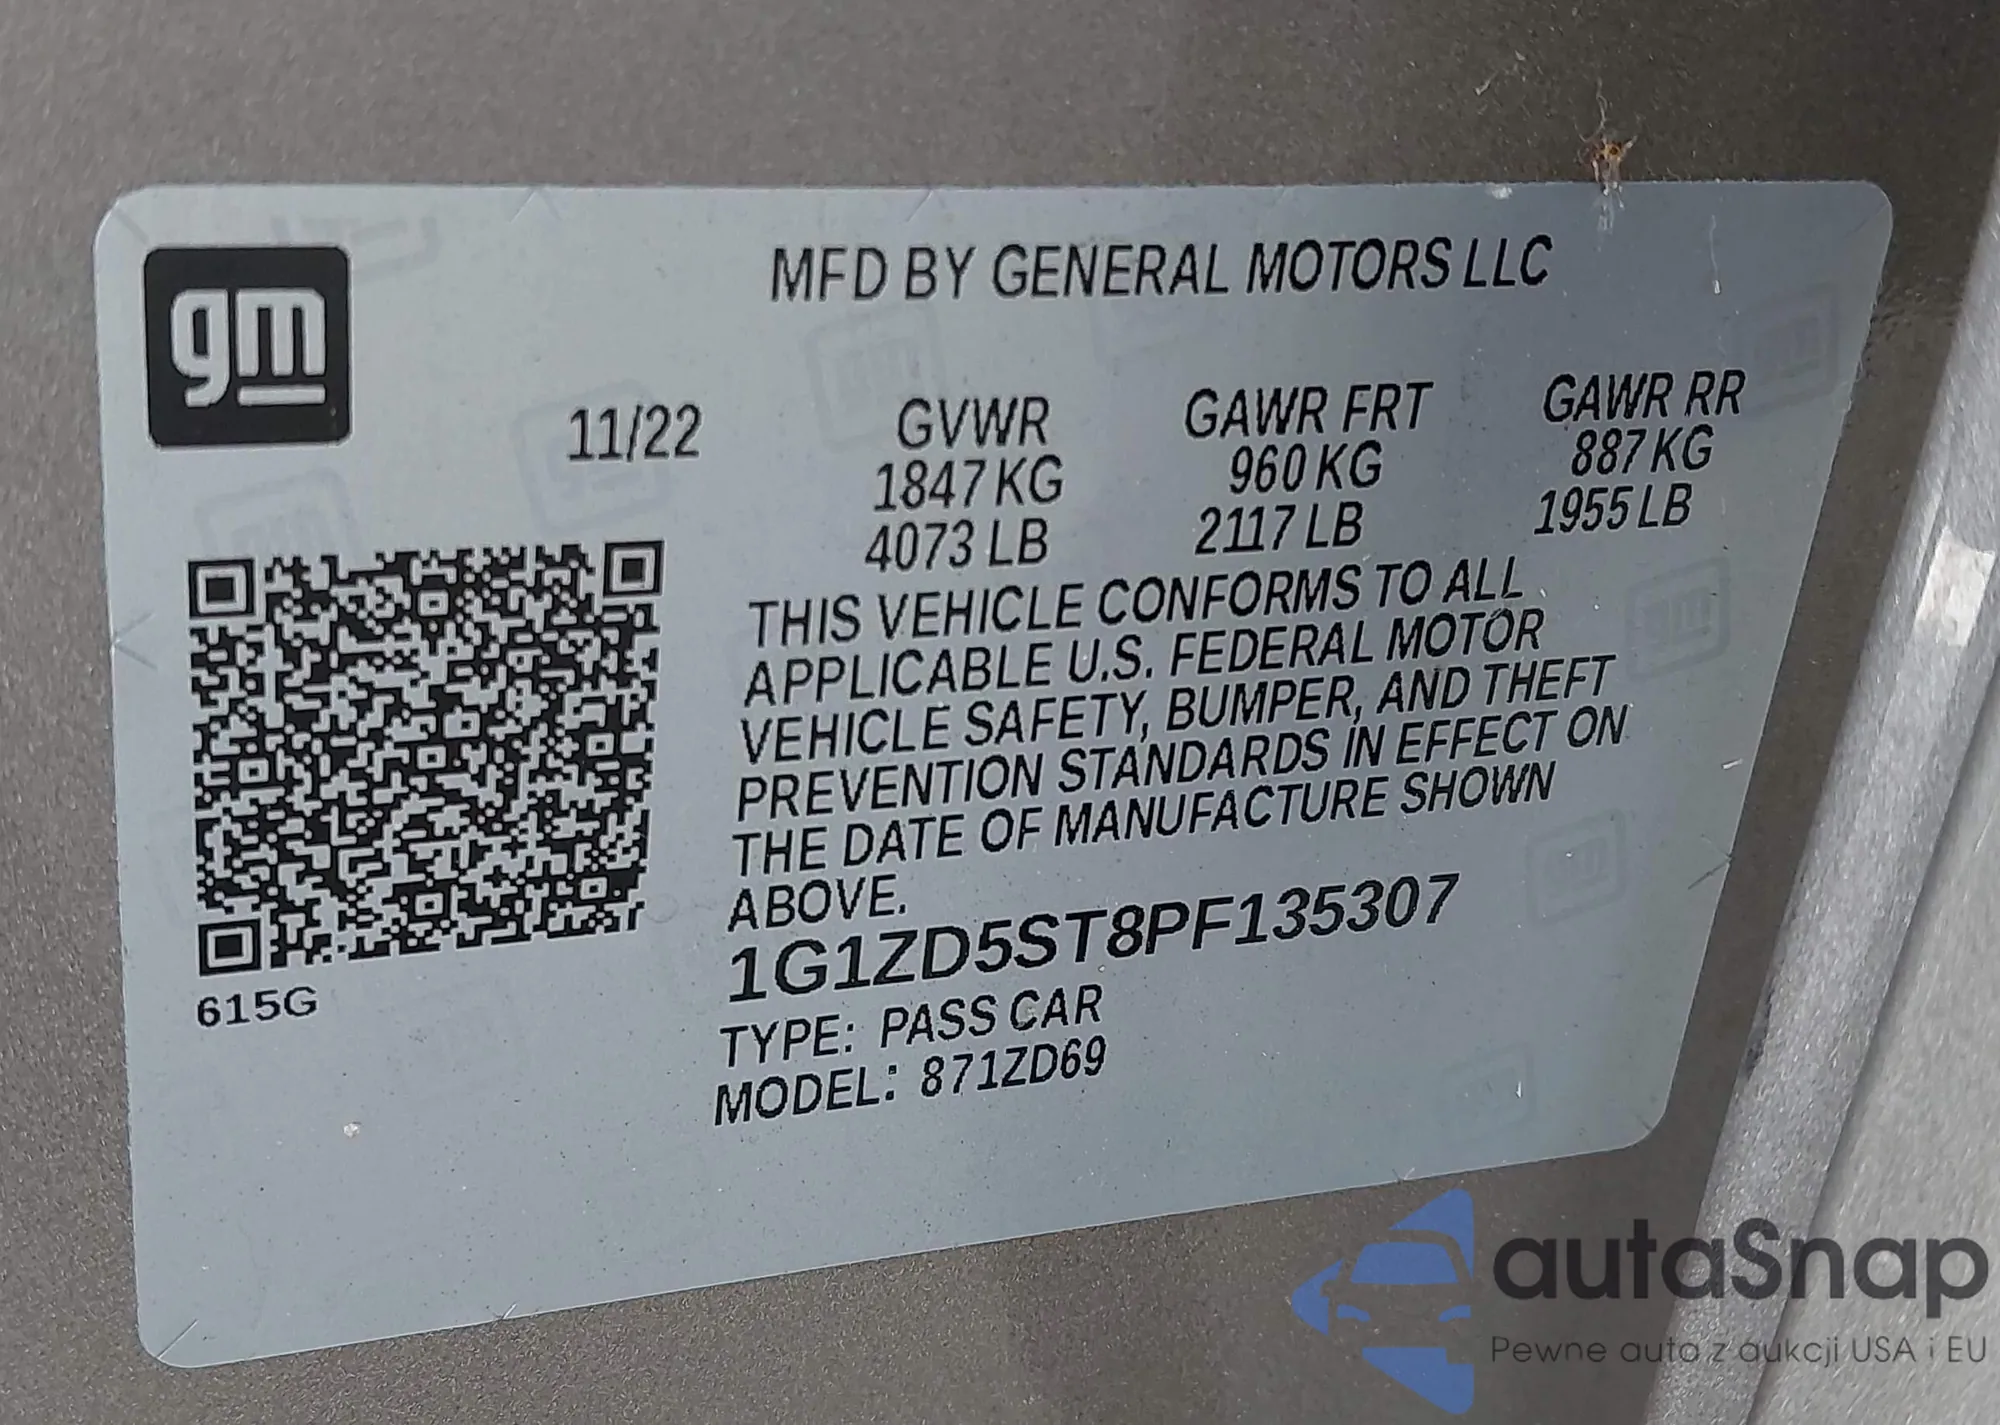 gm
MFD BY GENERAL MOTORS LLC
11/22
GVWR GAWR FRT GAWR RR
1847 KG 960 KG 887 KG
4073 LB 2117 LB 1955 LB
THIS VEHICLE CONFORMS TO ALL
APPLICABLE U.S. FEDERAL MOTOR
VEHICLE SAFETY, BUMPER, AND THEFT
PREVENTION STANDARDS IN EFFECT ON
THE DATE OF MANUFACTURE SHOWN
ABOVE.
1G1ZD5ST8PF135307
615G
TYPE: PASS CAR
MODEL: 871ZD69
autaSnap
Pewne auta z aukcji USA i EU